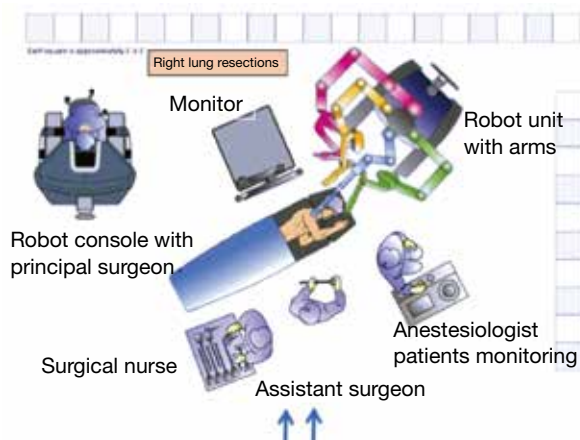 Right lung resections
Monitor
Robot unit
with arms
Robot console with
principal surgeon
Anestesiologist
patients monitoring
Surgical nurse
Assistant surgeon